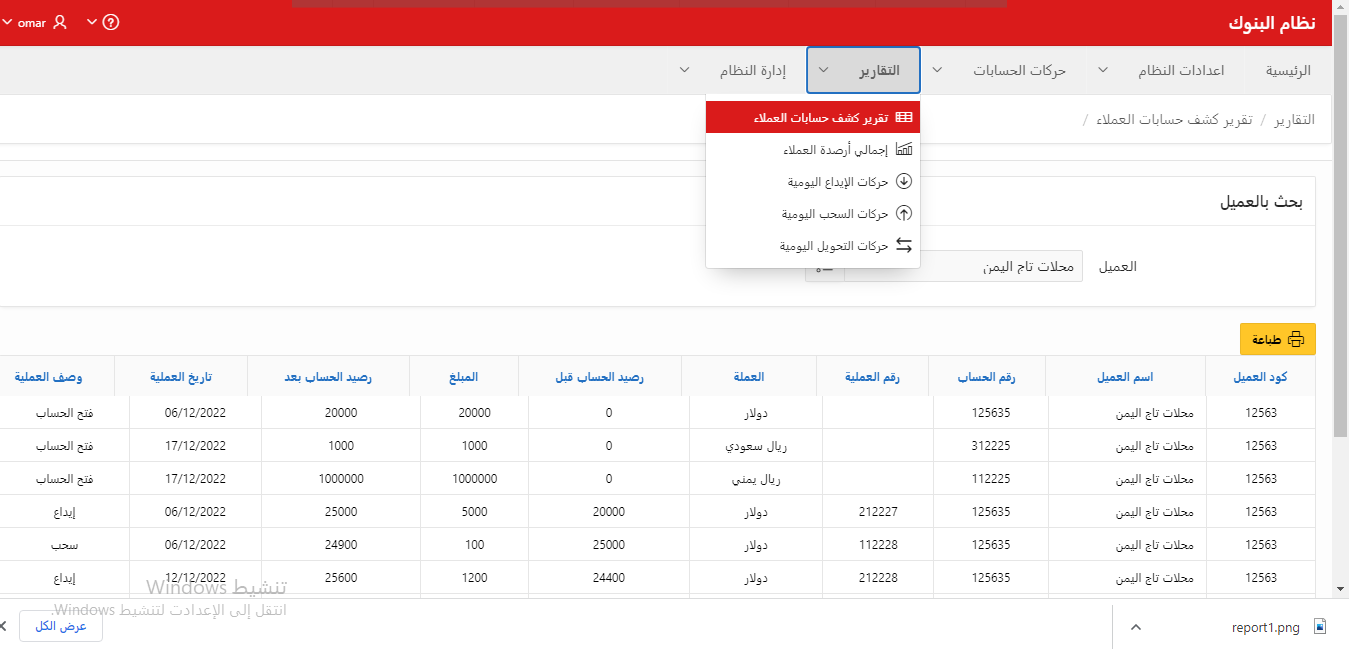 نظام البنوك
omar
الرئيسية
اعدادات النظام
حركات الحسابات
التقارير
إدارة النظام
التقارير / تقرير كشف حسابات العملاء /
تقرير كشف حسابات العملاء
إجمالي أرصدة العملاء
حركات الإيداع اليومية
حركات السحب اليومية
حركات التحويل اليومية
بحث بالعميل
العميل محلات تاج اليمن
طباعة
كود العميل اسم العميل رقم الحساب رقم العملية العملة رصيد الحساب قبل المبلغ رصيد الحساب بعد تاريخ العملية وصف العملية
12563 محلات تاج اليمن 125635 دولار 0 20000 20000 06/12/2022 فتح الحساب
12563 محلات تاج اليمن 312225 ريال سعودي 0 1000 1000 17/12/2022 فتح الحساب
12563 محلات تاج اليمن 112225 ريال يمني 0 1000000 1000000 17/12/2022 فتح الحساب
12563 محلات تاج اليمن 125635 212227 دولار 20000 5000 25000 06/12/2022 إيداع
12563 محلات تاج اليمن 125635 112228 دولار 25000 100 24900 06/12/2022 سحب
12563 محلات تاج اليمن 125635 212228 دولار 24400 1200 25600 12/12/2022 إيداع
تنشيط Windows
انتقل إلى الإعدادت لتنشيط Windows.
report1.png
عرض الكل